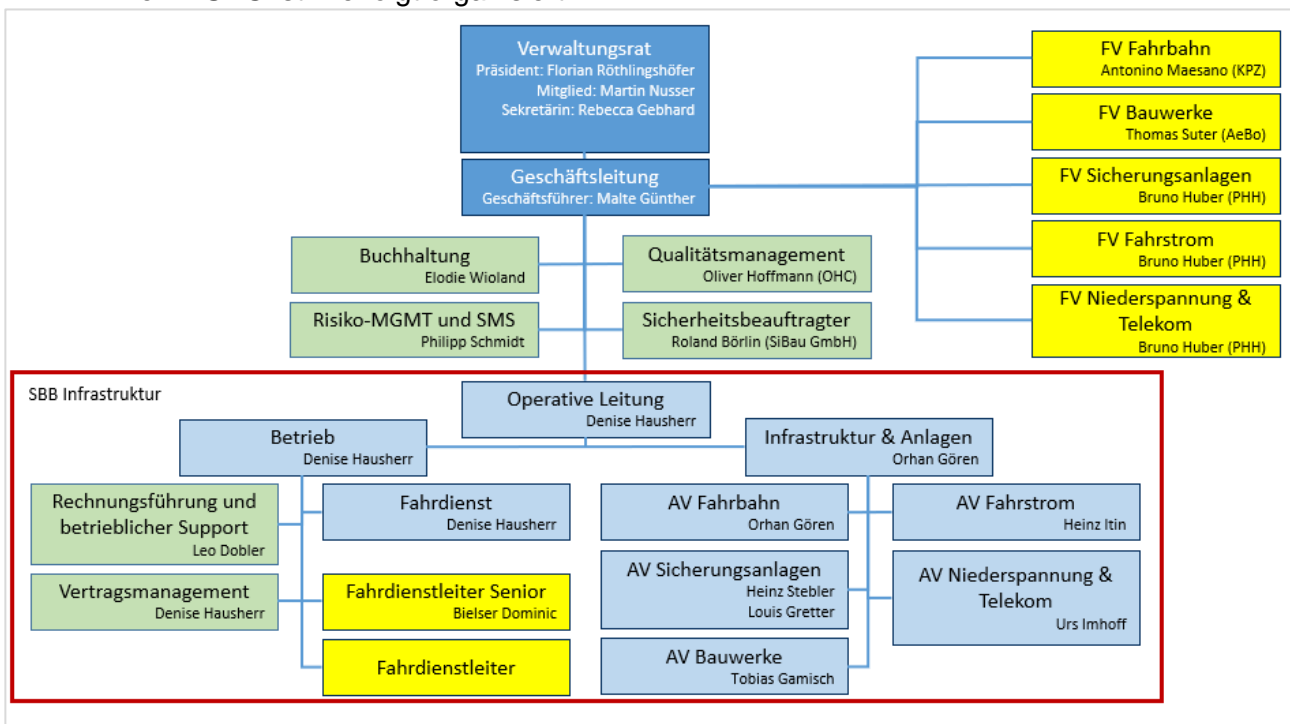 Verwaltungsrat
Präsident: Florian Röthlingshöfer
Mitglied: Martin Nusser
Sekretärin: Rebecca Gebhard
Geschäftsleitung
Geschäftsführer: Malte Günther
FV Fahrbahn
Antonino Maesano (KPZ)
FV Bauwerke
Thomas Suter (AeBo)
FV Sicherungsanlagen
Bruno Huber (PHH)
FV Fahrstrom
Bruno Huber (PHH)
FV Niederspannung &
Telekom
Bruno Huber (PHH)
Buchhaltung
Elodie Wioland
Qualitätsmanagement
Oliver Hoffmann (OHC)
Risiko-MGMT und SMS
Philipp Schmidt
Sicherheitsbeauftragter
Roland Börlin (SiBau GmbH)
SBB Infrastruktur
Operative Leitung
Denise Hausherr
Betrieb
Denise Hausherr
Infrastruktur & Anlagen
Orhan Gören
Rechnungsführung und
betrieblicher Support
Leo Dobler
Fahrdienst
Denise Hausherr
Vertragsmanagement
Denise Hausherr
Fahrdienstleiter Senior
Bielser Dominic
Fahrdienstleiter
AV Fahrbahn
Orhan Gören
AV Fahrstrom
Heinz Itin
AV Sicherungsanlagen
Heinz Stebler
Louis Gretter
AV Niederspannung &
Telekom
Urs Imhoff
AV Bauwerke
Tobias Gamisch